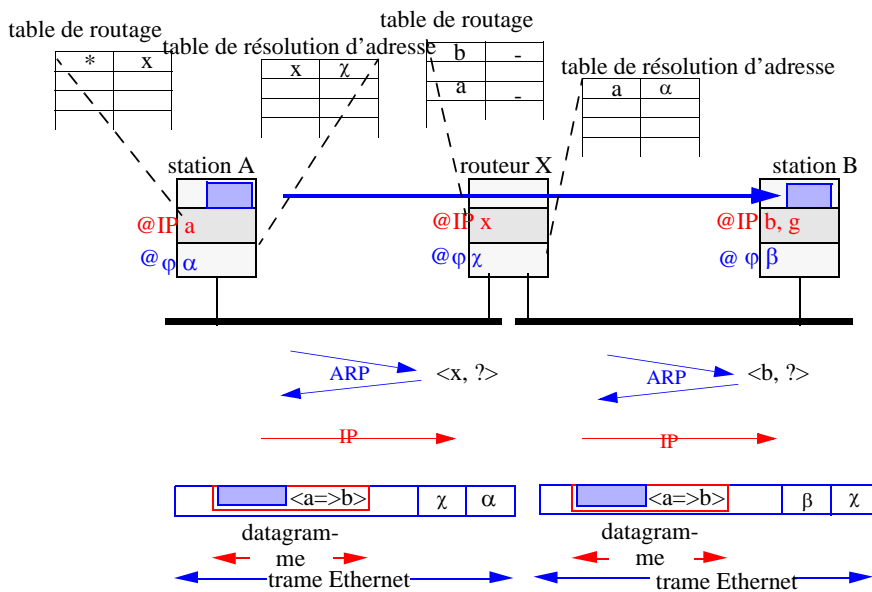 table de routage
table de résolution d’adresse
table de routage
table de résolution d’adresse
* x
x χ
b -
a -
a α
station A
routeur X
station B
@IP a
@IP x
@IP b, g
@φ α
@φ χ
@ φ β
ARP
<x, ?>
ARP
<b, ?>
IP
IP
<a=>b> χ α
<a=>b> β χ
datagram-
me
datagram-
me
trame Ethernet
trame Ethernet